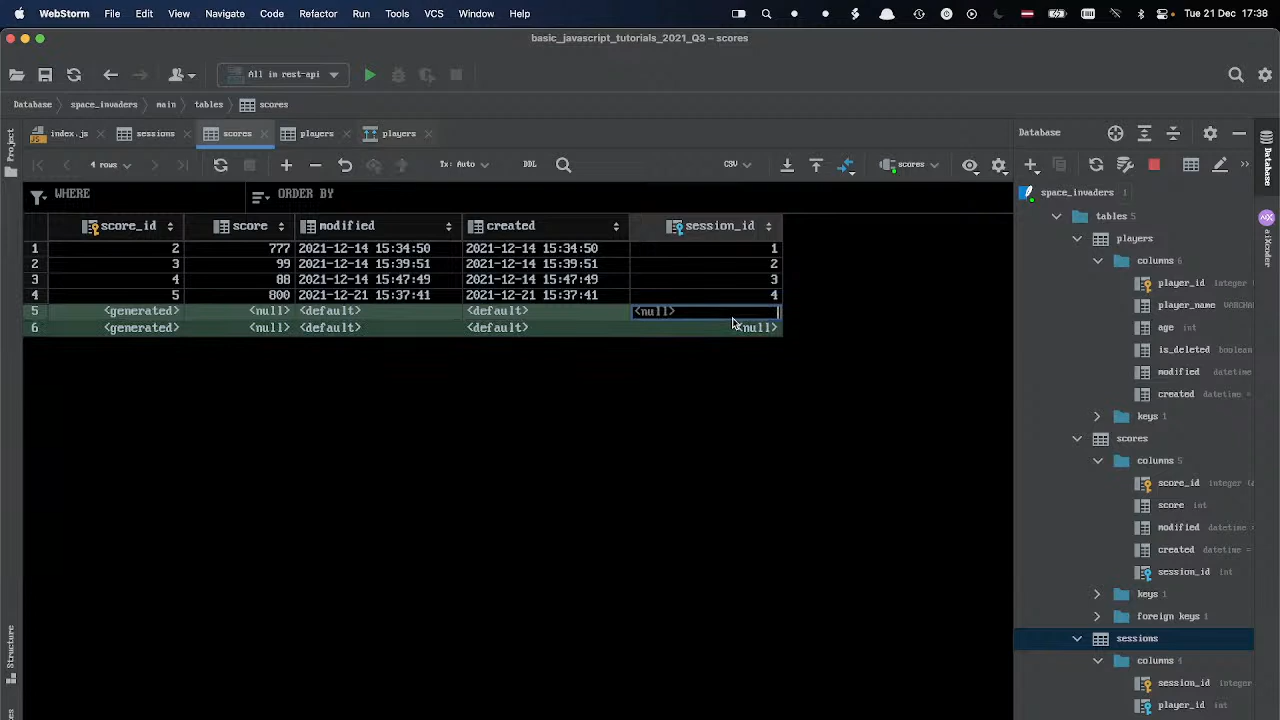 WebStorm File Edit View Navigate Code Refactor Run Tools VCS Window Help Tue 21 Dec 17:38
basic_javascript_tutorials_2021_Q3 – scores
All in rest-api
Database space_invaders main tables scores
index.js sessions scores players players
4 rows Tx: Auto DDL CSV scores
WHERE ORDER BY
score_id score modified created session_id
1 2 777 2021-12-14 15:34:50 2021-12-14 15:34:50 1
2 3 99 2021-12-14 15:39:51 2021-12-14 15:39:51 2
3 4 88 2021-12-14 15:47:49 2021-12-14 15:47:49 3
4 5 800 2021-12-21 15:37:41 2021-12-21 15:37:41 4
5 <generated> <null> <default> <default> <null>
6 <generated> <null> <default> <default> <null>
Project
Structure
Database
space_invaders 1
tables 5
players
columns 6
player_id integer
player_name VARCHAR
age int
is_deleted boolean
modified datetime
created datetime =
keys 1
scores
columns 5
score_id integer
score int
modified datetime =
created datetime =
session_id int
keys 1
foreign keys 1
sessions
columns 4
session_id integer
player_id int
Database
aiXcoder